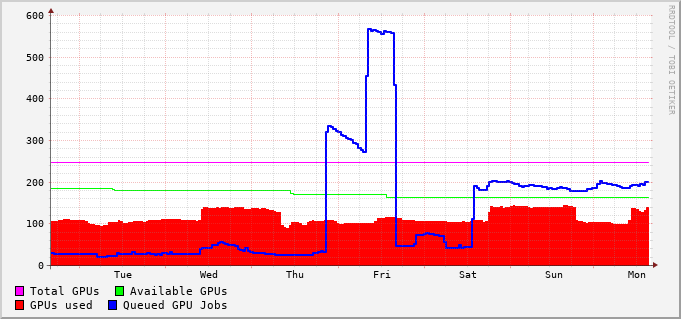 600
500
400
300
200
100
0
Tue Wed Thu Fri Sat Sun Mon
Total GPUs Available GPUs
GPUs used Queued GPU Jobs
RRDTOOL / TOBI OETIKER